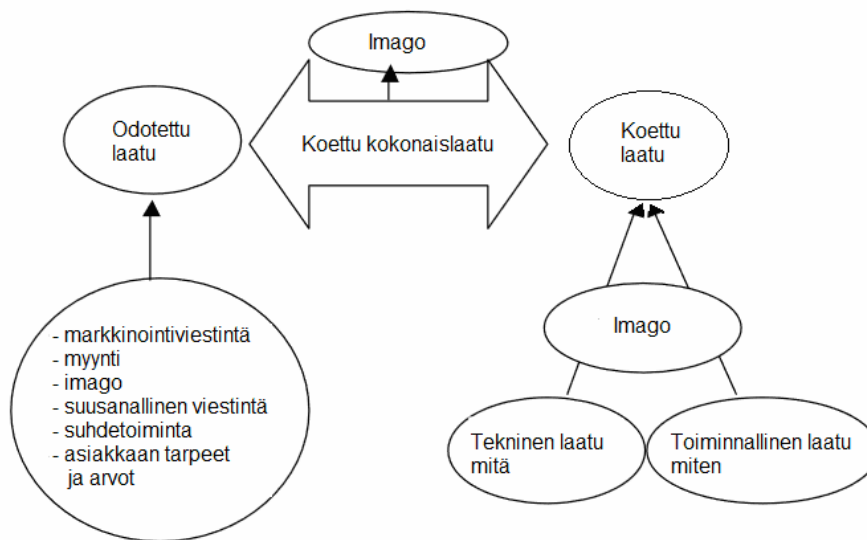 Imago
Odotettu
laatu
Koettu kokonaislaatu
Koettu
laatu
- markkinointiviestintä
- myynti
- imago
- suusanallinen viestintä
- suhdetoiminta
- asiakkaan tarpeet
ja arvot
Imago
Tekninen laatu
mitä
Toiminnallinen laatu
miten